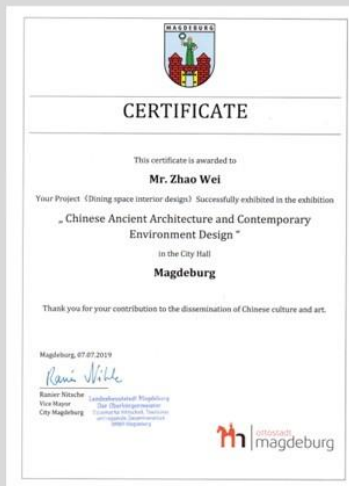 MAGDEBURG
CERTIFICATE
This certificate is awarded to
Mr. Zhao Wei
Your Project《Dining space interior design》Successfully exhibited in the exhibition
„ Chinese Ancient Architecture and Contemporary
Environment Design “
in the City Hall
Magdeburg
Thank you for your contribution to the dissemination of Chinese culture and art.
Magdeburg, 07.07.2019
Ranier Nitsche
Vice Mayor
City Magdeburg
Landeshauptstadt Magdeburg
Der Oberbürgermeister
ottostadt
magdeburg